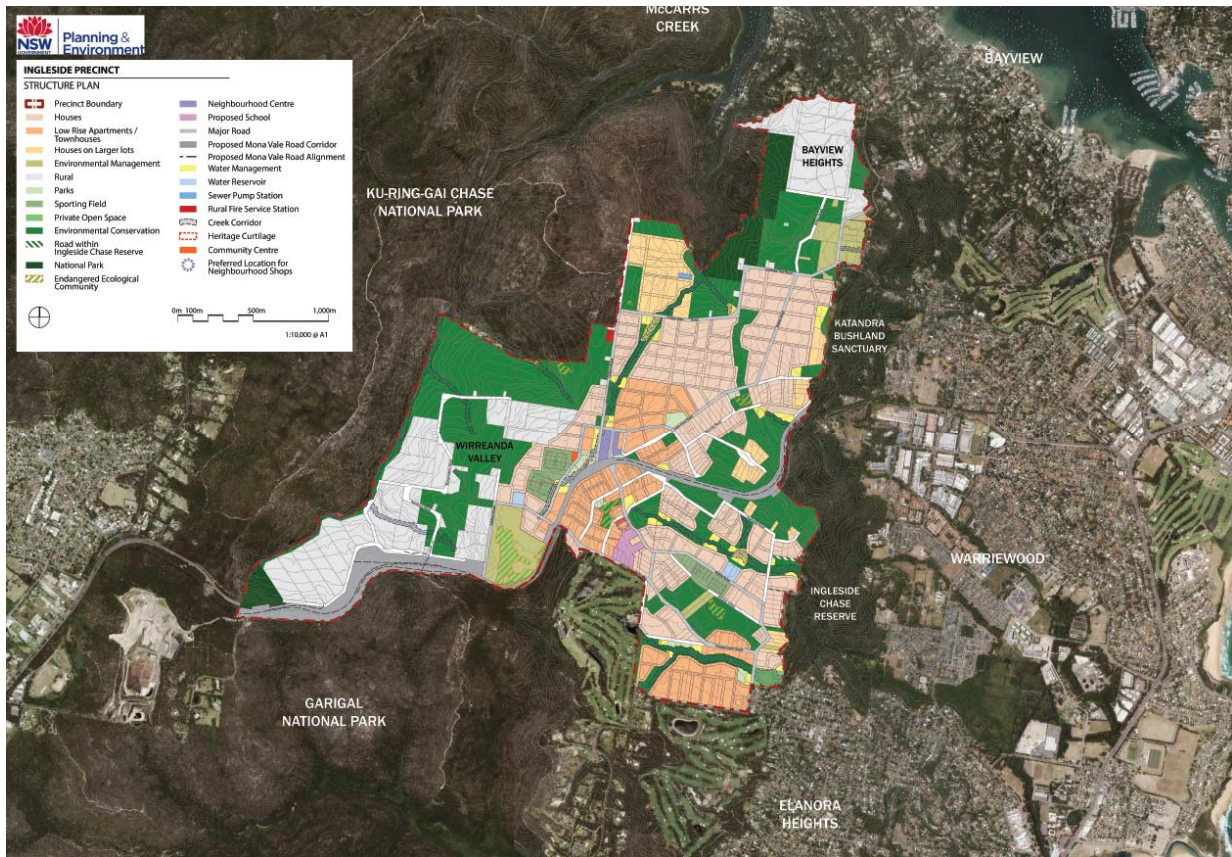 NSW
GOVERNMENT
Planning &
Environment
INGLESIDE PRECINCT
STRUCTURE PLAN
Precinct Boundary
Houses
Low Rise Apartments /
Townhouses
Houses on Larger lots
Environmental Management
Rural
Parks
Sporting Field
Private Open Space
Environmental Conservation
Road within
Ingleside Chase Reserve
National Park
Endangered Ecological
Community
Neighbourhood Centre
Proposed School
Major Road
Proposed Mona Vale Road Corridor
Proposed Mona Vale Road Alignment
Water Management
Water Reservoir
Sewer Pump Station
Rural Fire Service Station
Creek Corridor
Heritage Curtilage
Community Centre
Preferred Location for
Neighbourhood Shops
0m 100m 500m 1,000m
1:10,000 @ A1
McCARRS
CREEK
BAYVIEW
BAYVIEW
HEIGHTS
KU-RING-GAI CHASE
NATIONAL PARK
KATANDRA
BUSHLAND
SANCTUARY
WIRREANDA
VALLEY
WARRIEWOOD
INGLESIDE
CHASE
RESERVE
GARIGAL
NATIONAL PARK
ELANORA
HEIGHTS